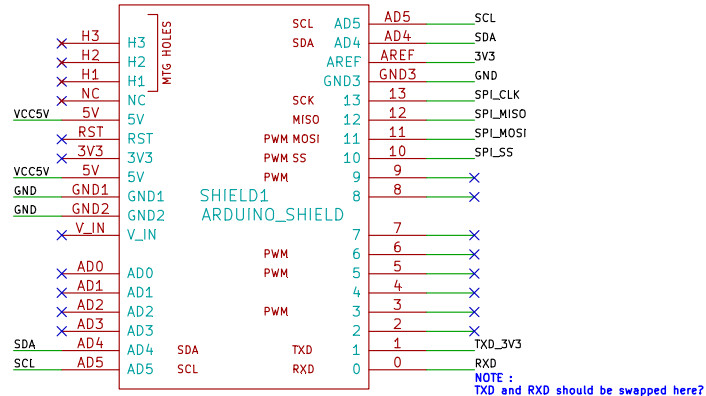 SCL AD5 AD5 SCL
H3 H3 SDA AD4 AD4 SDA
H2 H2 AREF AREF 3V3
H1 H1 GND3 GND3 GND
MTG HOLES
NC NC SCK 13 13 SPI_CLK
VCC5V 5V 5V MISO 12 12 SPI_MISO
RST RST PWM MOSI 11 11 SPI_MOSI
3V3 3V3 PWM SS 10 10 SPI_SS
VCC5V 5V 5V PWM 9 9
GND GND1 GND1 SHIELD1 8 8
GND GND2 GND2 ARDUINO_SHIELD
V_IN V_IN 7 7
PWM 6 6
AD0 AD0 PWM 5 5
AD1 AD1 4 4
AD2 AD2 PWM 3 3
AD3 AD3 2 2
SDA AD4 AD4 SDA TXD 1 1 TXD_3V3
SCL AD5 AD5 SCL RXD 0 0 RXD
NOTE :
TXD and RXD should be swapped here?